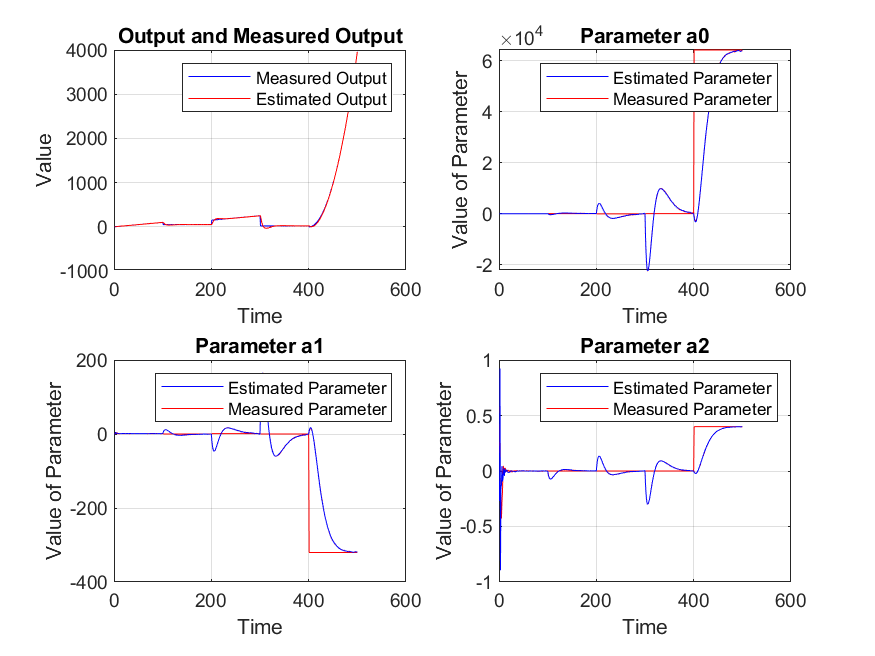 Output and Measured Output
4000
3000
2000
1000
0
-1000
Value
Measured Output
Estimated Output
0
200
400
600
Time
Parameter a0
×10⁴
6
4
2
0
-2
Value of Parameter
Estimated Parameter
Measured Parameter
0
200
400
600
Time
Parameter a1
200
0
-200
-400
Value of Parameter
Estimated Parameter
Measured Parameter
0
200
400
600
Time
Parameter a2
1
0.5
0
-0.5
-1
Value of Parameter
Estimated Parameter
Measured Parameter
0
200
400
600
Time